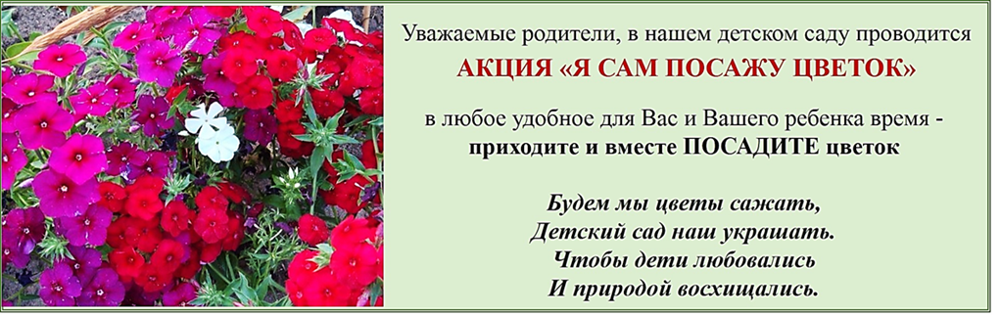 Уважаемые родители, в нашем детском саду проводится
АКЦИЯ «Я САМ ПОСАЖУ ЦВЕТОК»
в любое удобное для Вас и Вашего ребенка время -
приходите и вместе ПОСАДИТЕ цветок
Будем мы цветы сажать,
Детский сад наш украшать.
Чтобы дети любовались
И природой восхищались.